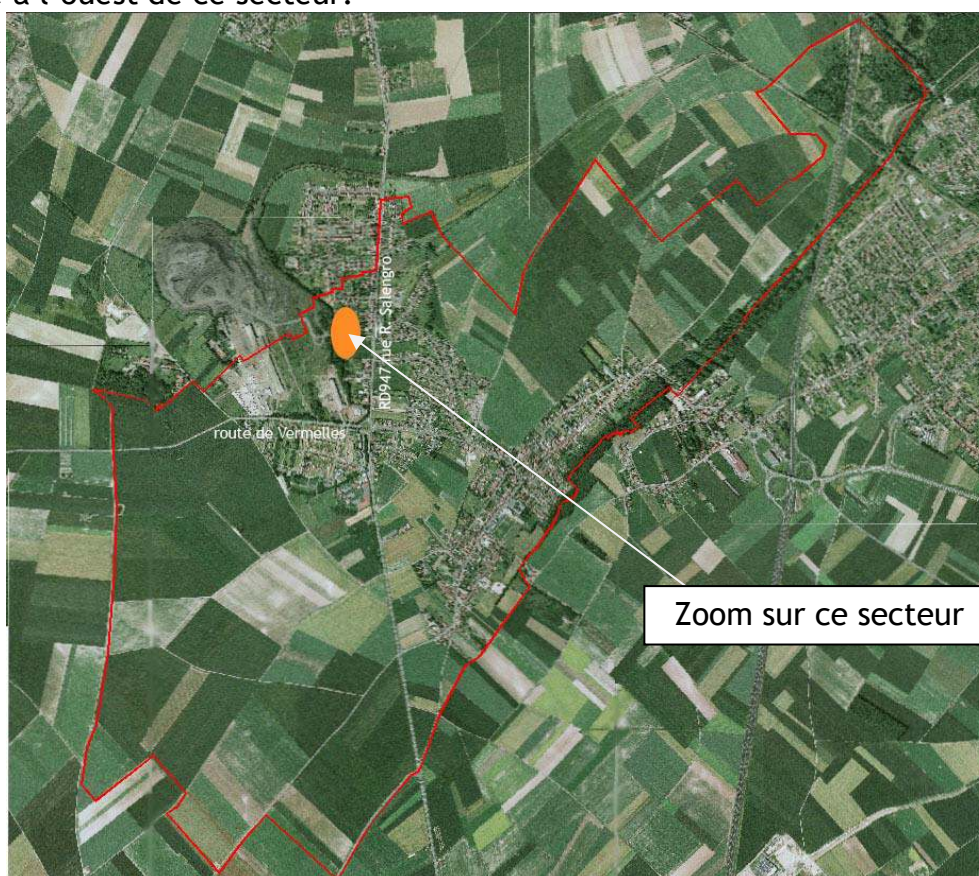 à l'ouest de ce secteur.
RD947 rue R. Salengro
route de Vermelles
Zoom sur ce secteur